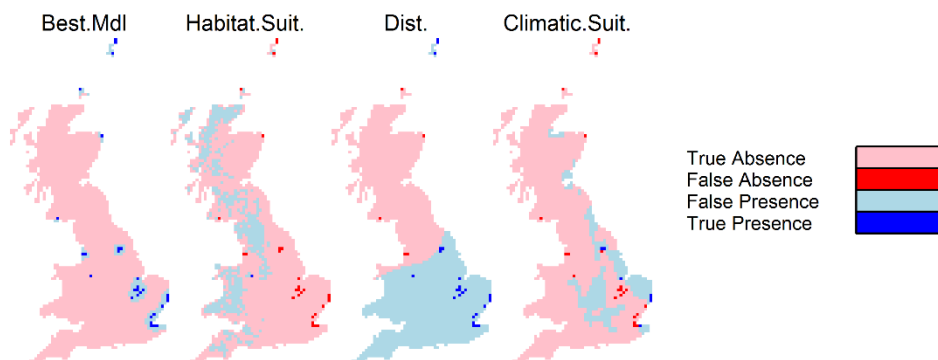 Best.Mdl
Habitat.Suit.
Dist.
Climatic.Suit.
True Absence
False Absence
False Presence
True Presence